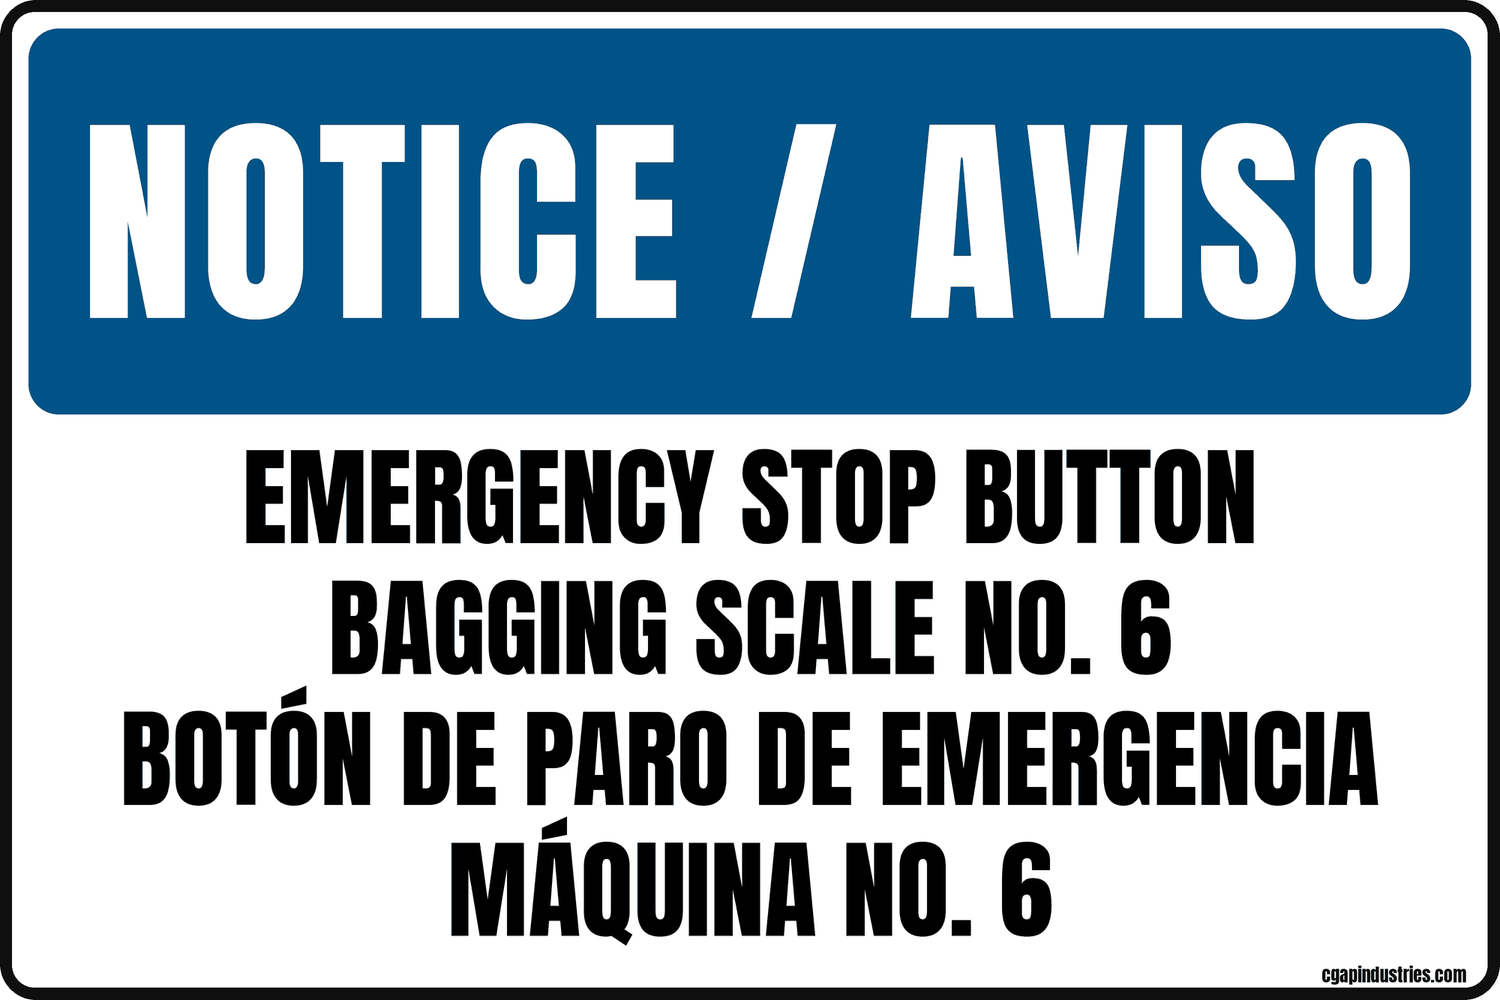 NOTICE / AVISO
EMERGENCY STOP BUTTON
BAGGING SCALE NO. 6
BOTÓN DE PARO DE EMERGENCIA
MÁQUINA NO. 6
cgapindustries.com